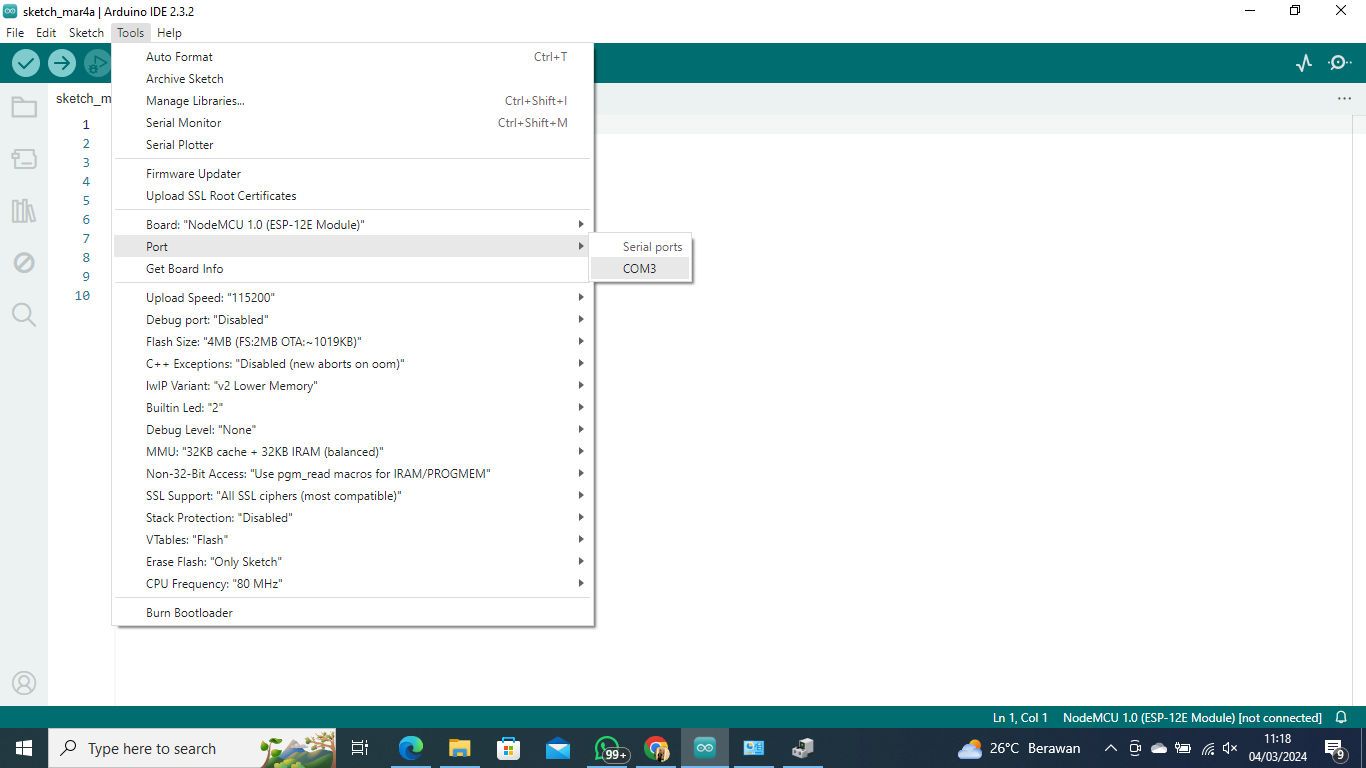 sketch_mar4a | Arduino IDE 2.3.2
File Edit Sketch Tools Help
Auto Format Ctrl+T
Archive Sketch
Manage Libraries... Ctrl+Shift+I
Serial Monitor Ctrl+Shift+M
Serial Plotter
Firmware Updater
Upload SSL Root Certificates
Board: "NodeMCU 1.0 (ESP-12E Module)"
Port
Get Board Info
Serial ports
COM3
Upload Speed: "115200"
Debug port: "Disabled"
Flash Size: "4MB (FS:2MB OTA:~1019KB)"
C++ Exceptions: "Disabled (new aborts on oom)"
lwIP Variant: "v2 Lower Memory"
Builtin Led: "2"
Debug Level: "None"
MMU: "32KB cache + 32KB IRAM (balanced)"
Non-32-Bit Access: "Use pgm_read macros for IRAM/PROGMEM"
SSL Support: "All SSL ciphers (most compatible)"
Stack Protection: "Disabled"
VTables: "Flash"
Erase Flash: "Only Sketch"
CPU Frequency: "80 MHz"
Burn Bootloader
sketch_m
1
2
3
4
5
6
7
8
9
10
Ln 1, Col 1 NodeMCU 1.0 (ESP-12E Module) [not connected]
Type here to search
99+
26°C Berawan
11:18
04/03/2024
9